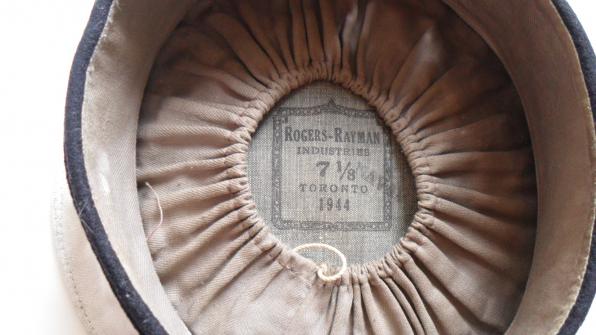 ROGERS-RAYMAN
INDUSTRIES
7 1/8
TORONTO
1944